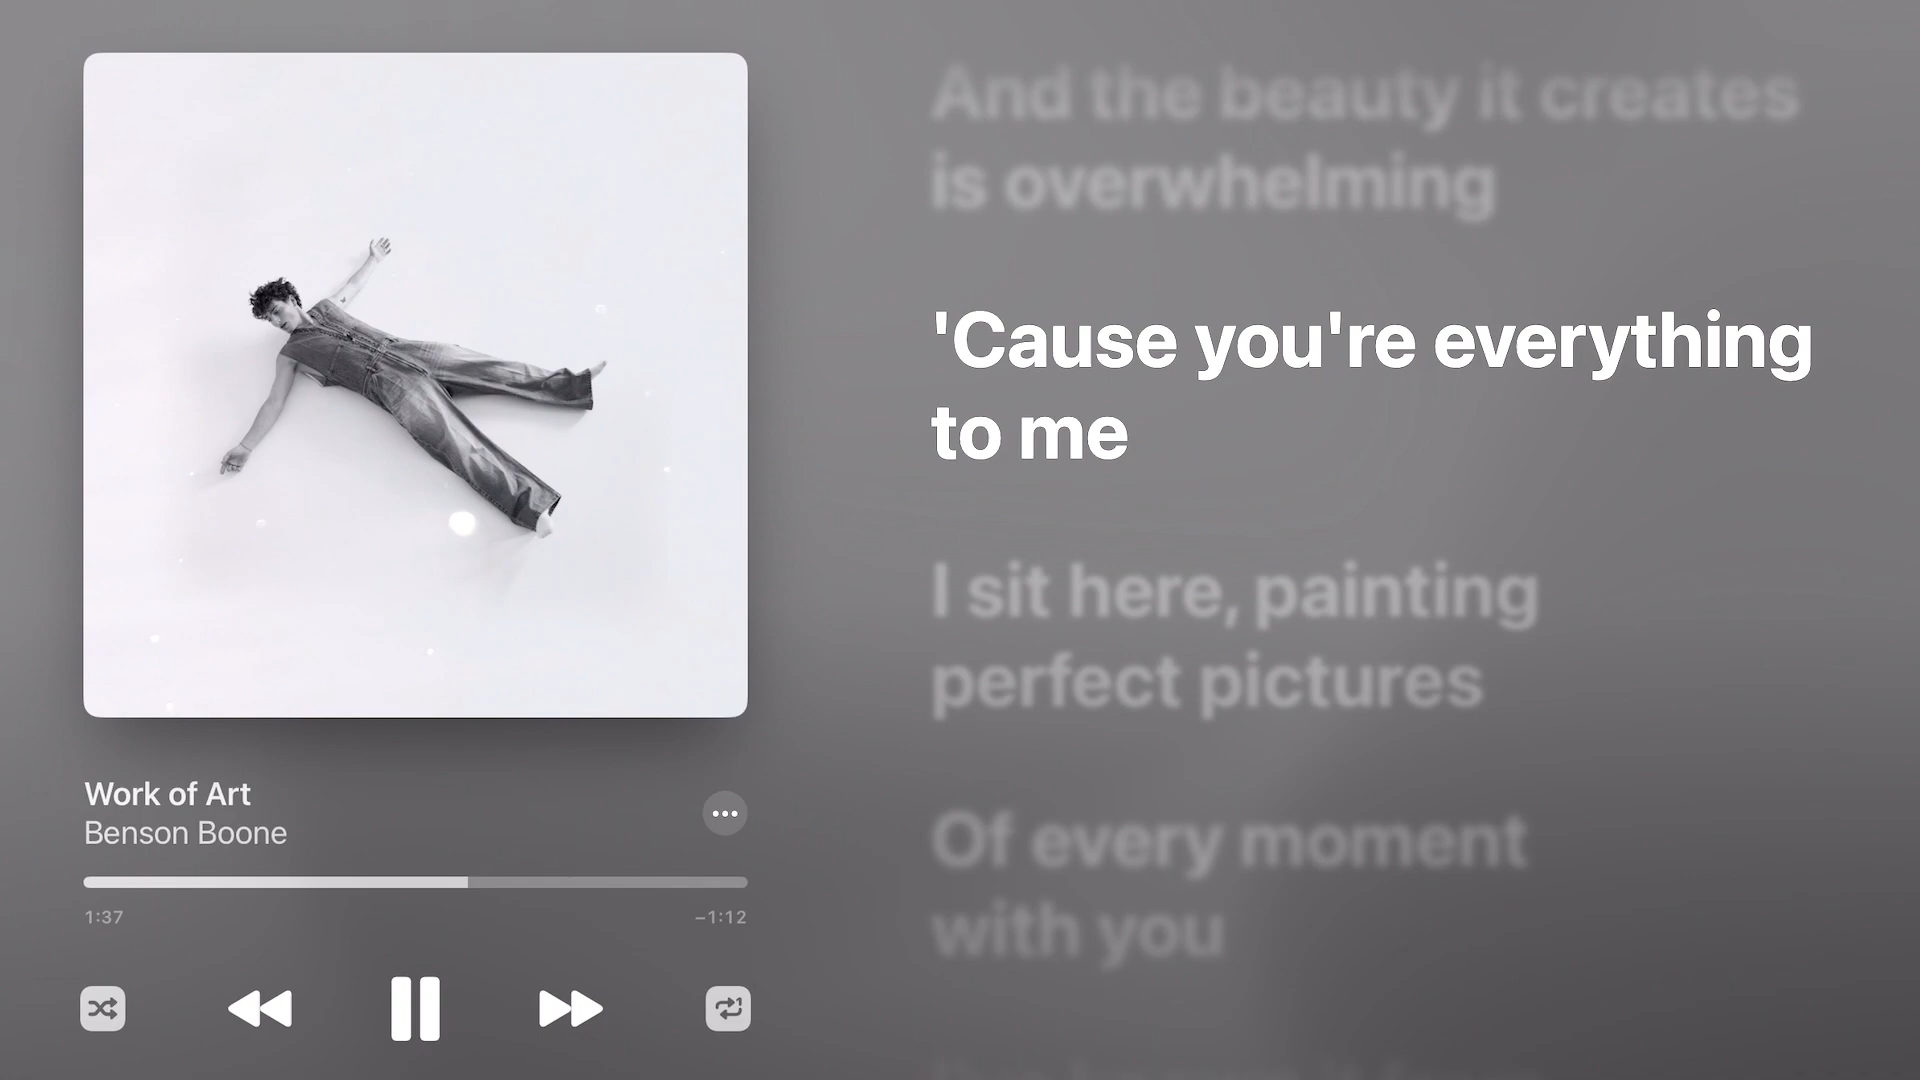 And the beauty it creates
is overwhelming
'Cause you're everything
to me
I sit here, painting
perfect pictures
Of every moment
with you
Work of Art
Benson Boone
1:37
−1:12